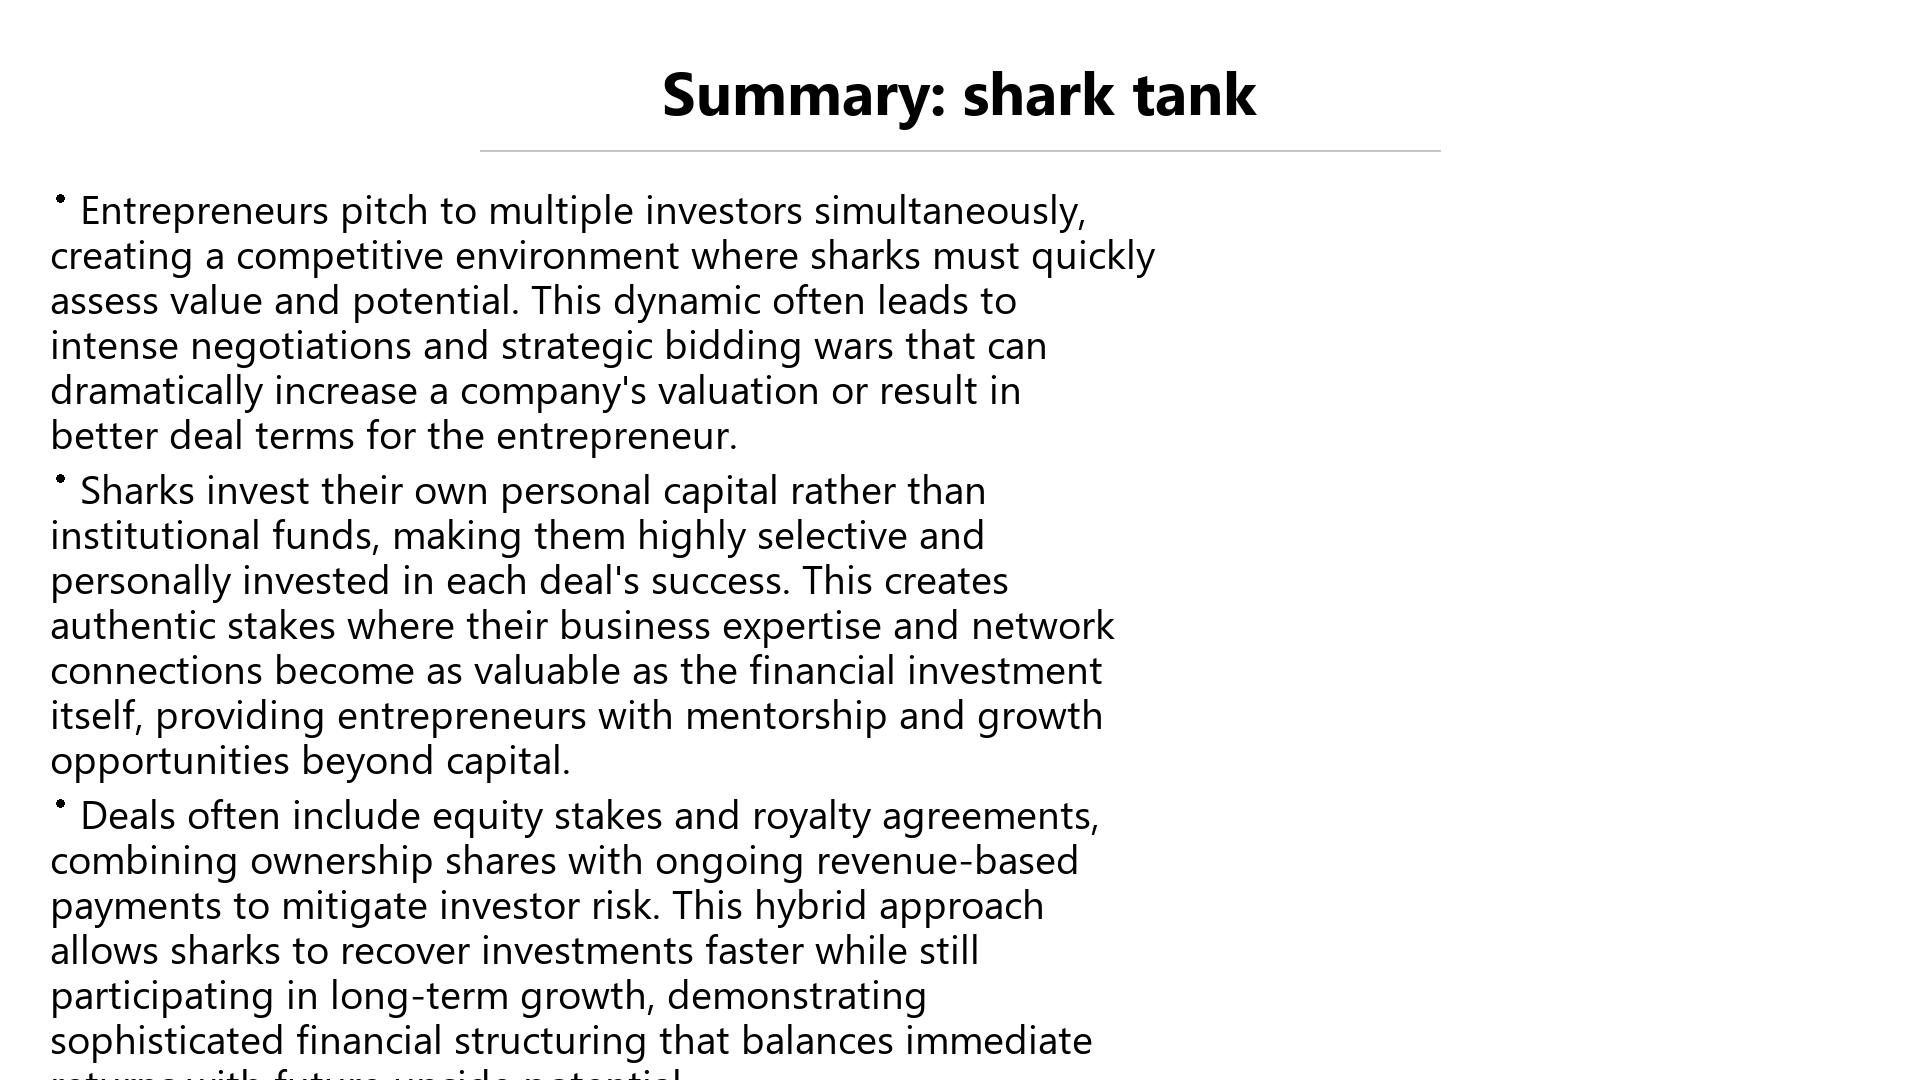 Summary: shark tank
• Entrepreneurs pitch to multiple investors simultaneously,
creating a competitive environment where sharks must quickly
assess value and potential. This dynamic often leads to
intense negotiations and strategic bidding wars that can
dramatically increase a company's valuation or result in
better deal terms for the entrepreneur.
• Sharks invest their own personal capital rather than
institutional funds, making them highly selective and
personally invested in each deal's success. This creates
authentic stakes where their business expertise and network
connections become as valuable as the financial investment
itself, providing entrepreneurs with mentorship and growth
opportunities beyond capital.
• Deals often include equity stakes and royalty agreements,
combining ownership shares with ongoing revenue-based
payments to mitigate investor risk. This hybrid approach
allows sharks to recover investments faster while still
participating in long-term growth, demonstrating
sophisticated financial structuring that balances immediate
returns with future upside potential.